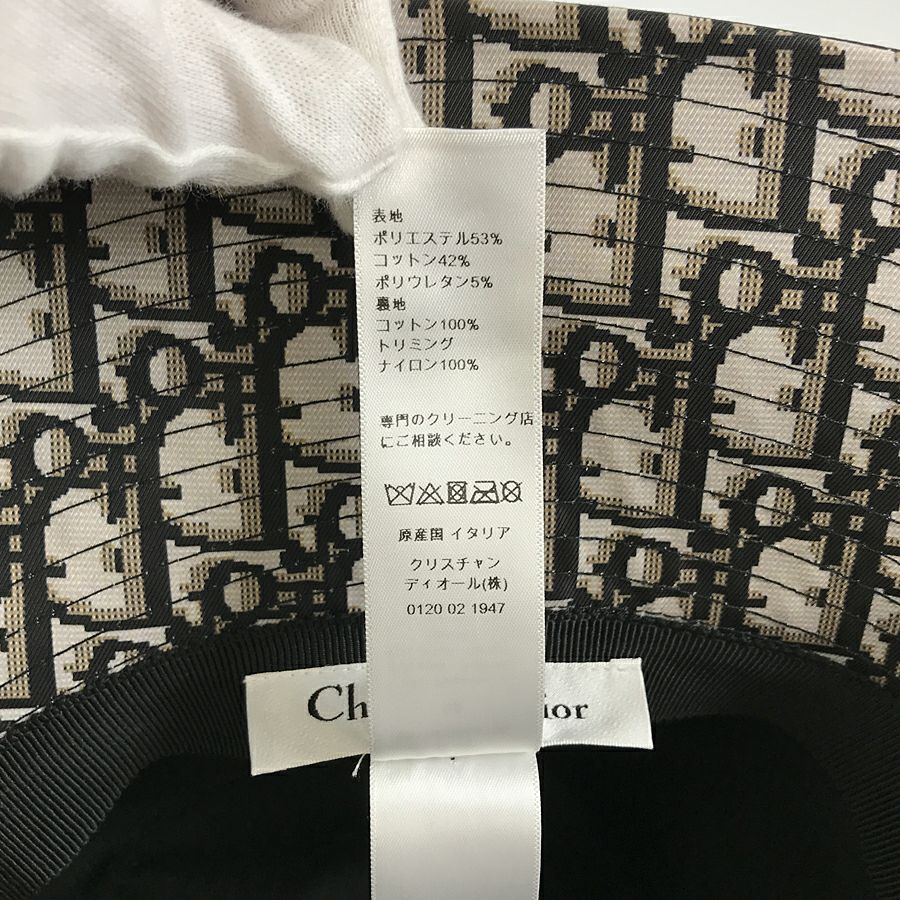 表地
ポリエステル53%
コットン42%
ポリウレタン5%
裏地
コットン100%
トリミング
ナイロン100%
専門のクリーニング店
にご相談ください。
原産国 イタリア
クリスチャン
ディオール(株)
0120 02 1947
Ch ior